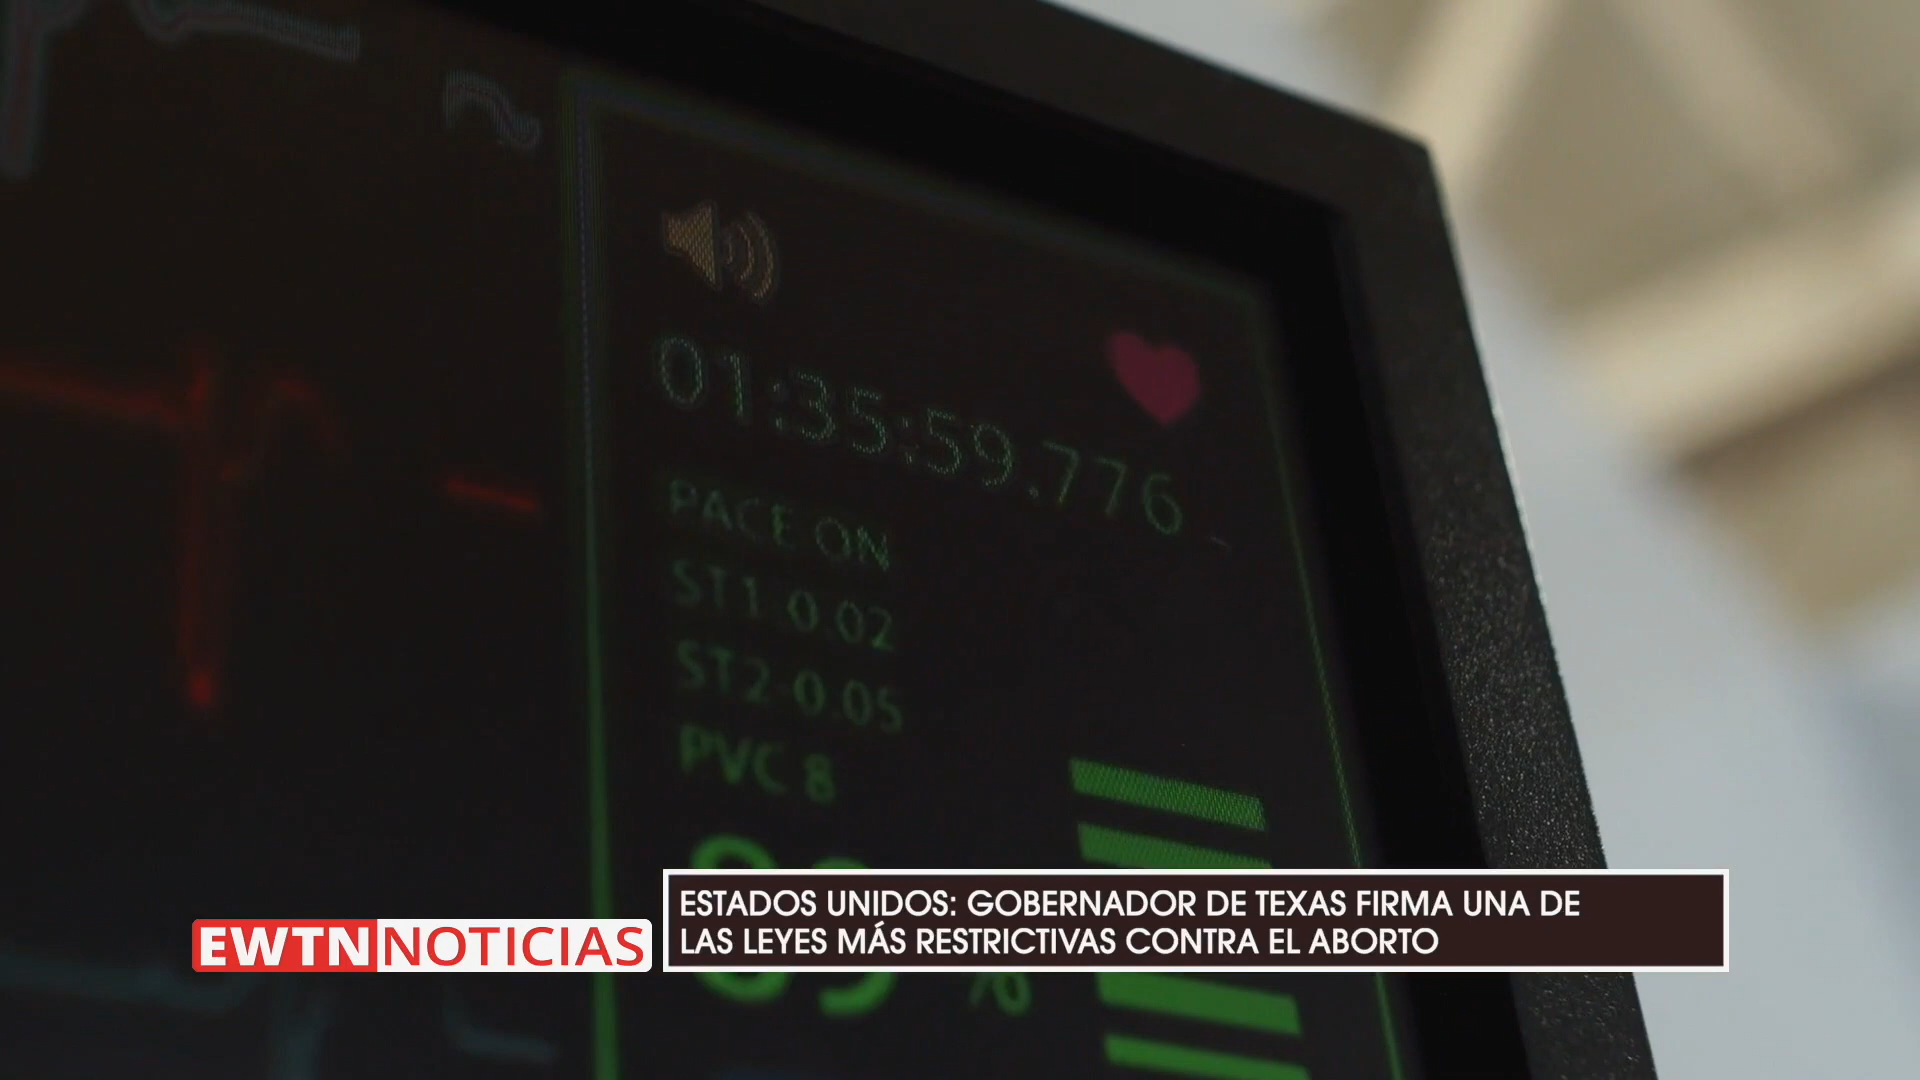 01:35:59.776
PACE ON
ST1 0.02
ST2-0.05
PVC 8
89 %
ESTADOS UNIDOS: GOBERNADOR DE TEXAS FIRMA UNA DE
LAS LEYES MÁS RESTRICTIVAS CONTRA EL ABORTO
EWTN NOTICIAS